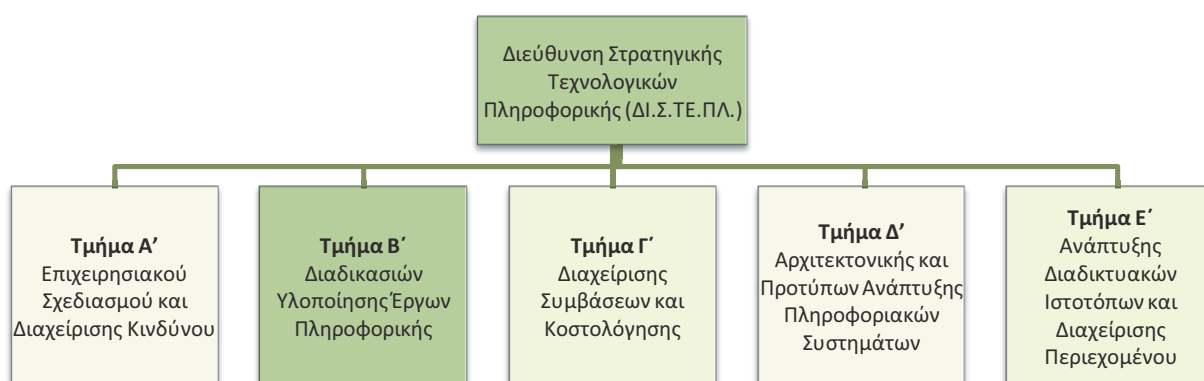 Διεύθυνση Στρατηγικής
Τεχνολογικών
Πληροφορικής (ΔΙ.Σ.ΤΕ.ΠΛ.)
Τμήμα Α’
Επιχειρησιακού
Σχεδιασμού και
Διαχείρισης Κινδύνου
Τμήμα Β΄
Διαδικασιών
Υλοποίησης Έργων
Πληροφορικής
Τμήμα Γ΄
Διαχείρισης
Συμβάσεων και
Κοστολόγησης
Τμήμα Δ’
Αρχιτεκτονικής και
Προτύπων Ανάπτυξης
Πληροφοριακών
Συστημάτων
Τμήμα Ε΄
Ανάπτυξης
Διαδικτυακών
Ιστοτόπων και
Διαχείρισης
Περιεχομένου